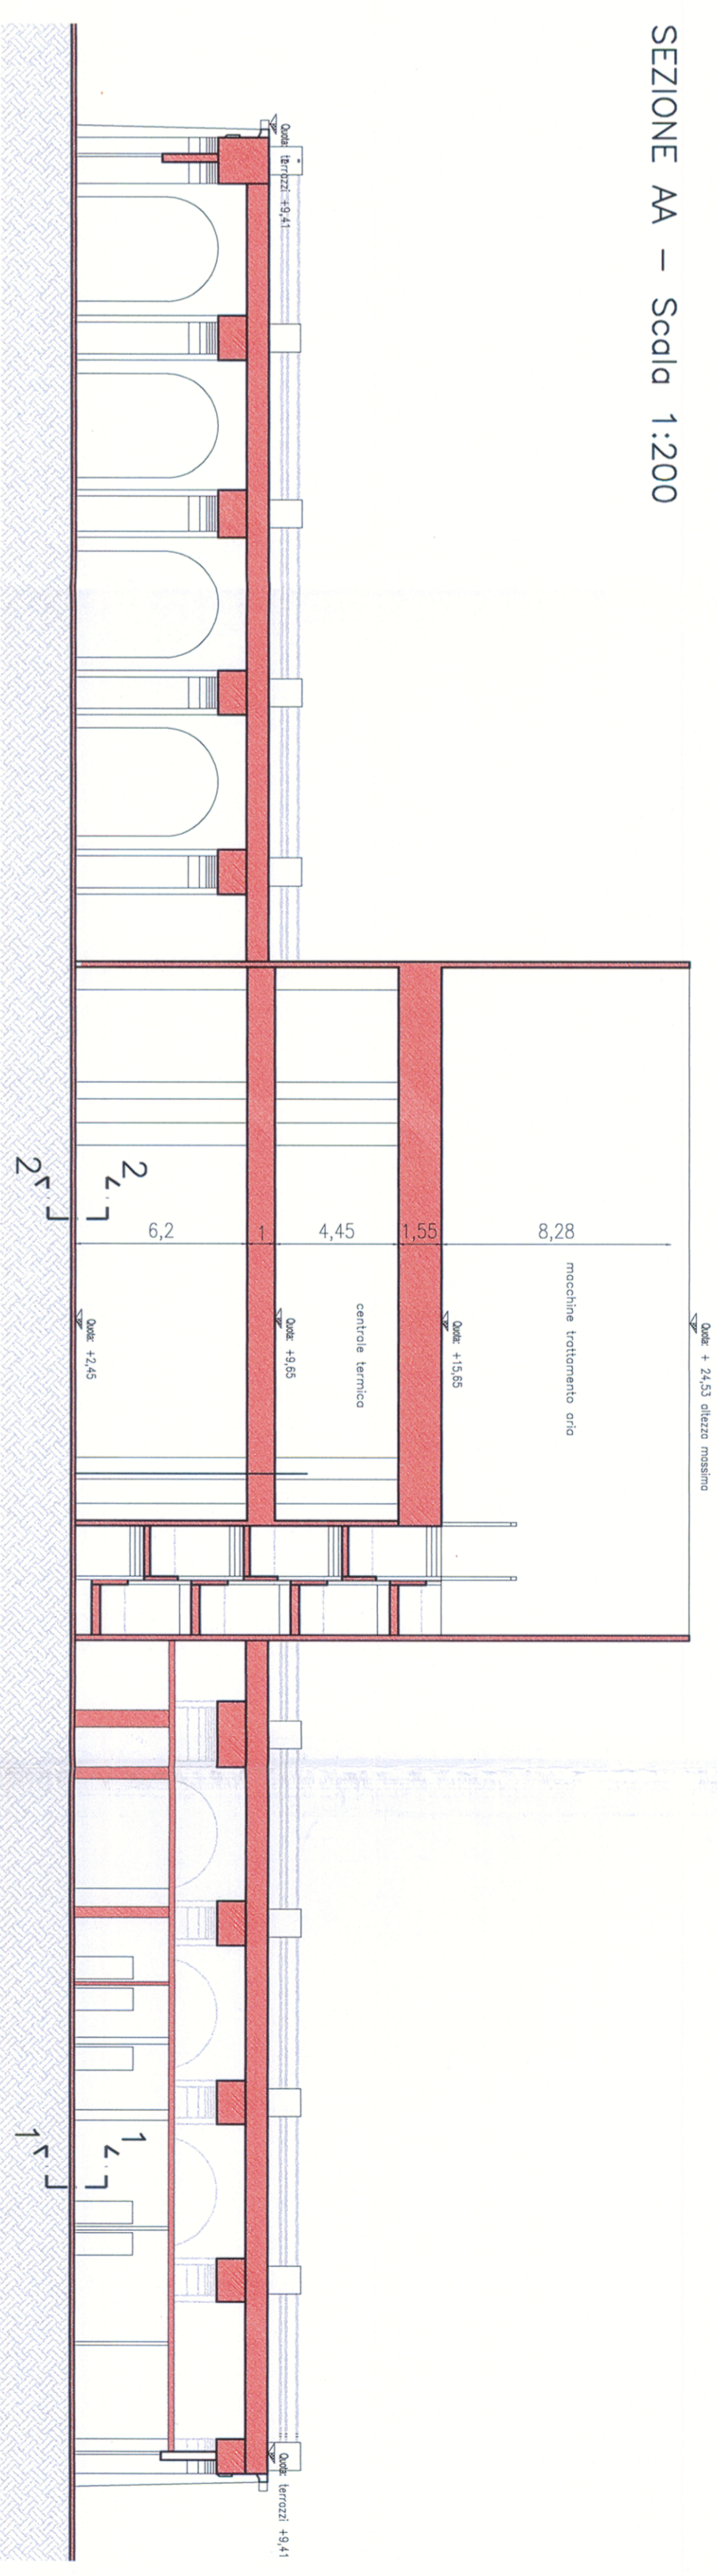 SEZIONE AA – Scala 1:200
Quota: + 24,53 altezza massima
macchine trattamento aria
8,28
Quota: +15,65
1,55
centrale termica
4,45
Quota: +9,65
1
6,2
Quota: +2,45
Quota: terrazzi +9,41
Quota: terrazzi +9,41
2
2
1
1